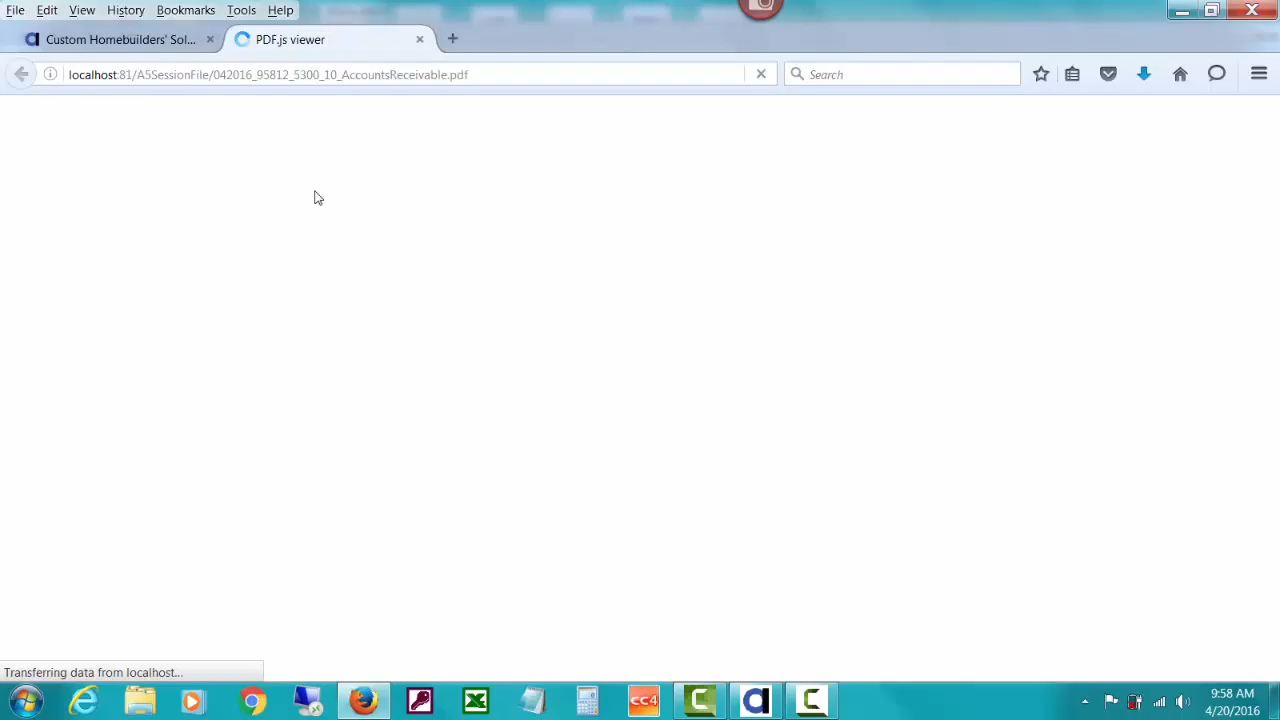 File Edit View History Bookmarks Tools Help
Custom Homebuilders' Sol... PDF.js viewer
localhost:81/A5SessionFile/042016_95812_5300_10_AccountsReceivable.pdf Search
Transferring data from localhost...
cc4
9:58 AM
4/20/2016